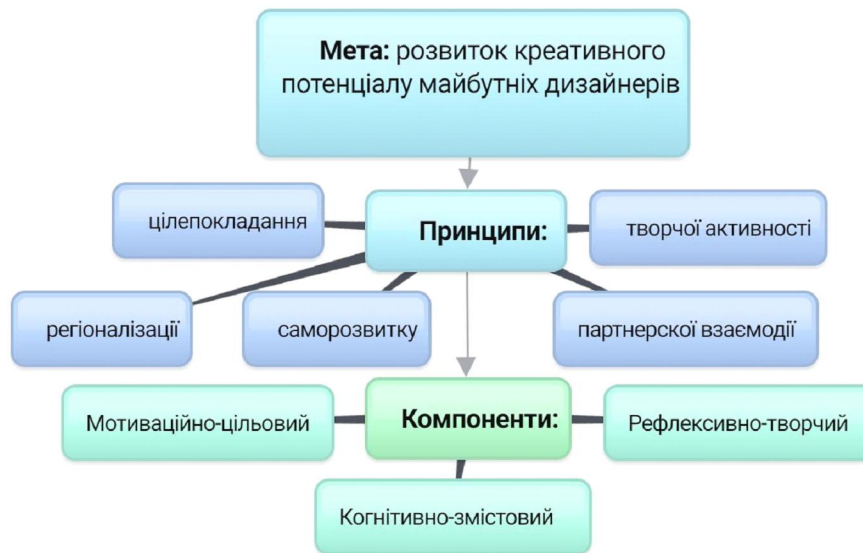 Мета: розвиток креативного
потенціалу майбутніх дизайнерів
цілепокладання
Принципи:
творчої активності
регіоналізації
саморозвитку
партнерскої взаємодії
Мотиваційно-цільовий
Компоненти:
Рефлексивно-творчий
Когнітивно-змістовий